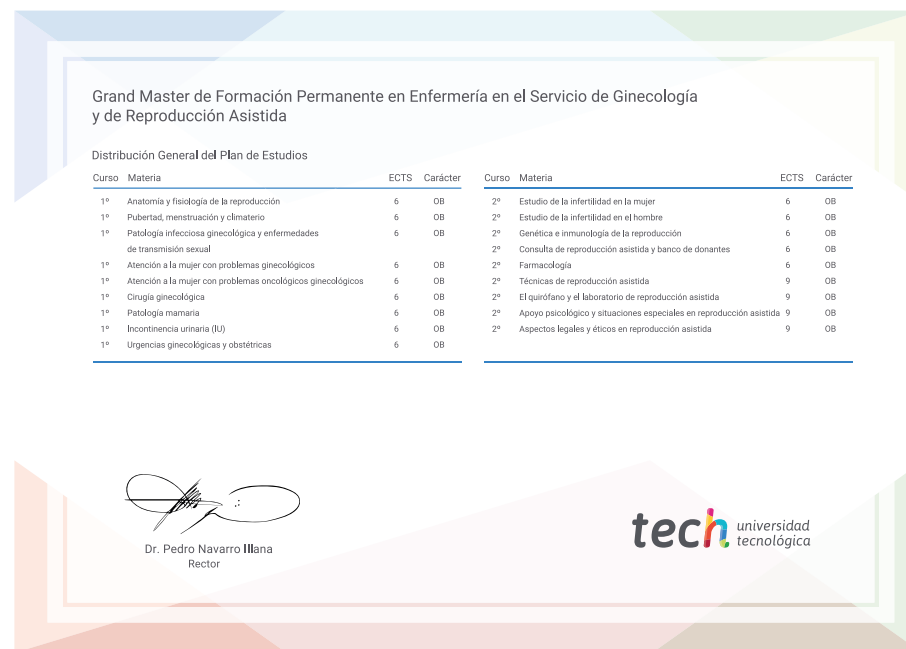 Grand Master de Formación Permanente en Enfermería en el Servicio de Ginecología
y de Reproducción Asistida
Distribución General del Plan de Estudios
Curso Materia ECTS Carácter
1º Anatomía y fisiología de la reproducción 6 OB
1º Pubertad, menstruación y climaterio 6 OB
1º Patología infecciosa ginecológica y enfermedades 6 OB
de transmisión sexual
1º Atención a la mujer con problemas ginecológicos 6 OB
1º Atención a la mujer con problemas oncológicos ginecológicos 6 OB
1º Cirugía ginecológica 6 OB
1º Patología mamaria 6 OB
1º Incontinencia urinaria (IU) 6 OB
1º Urgencias ginecológicas y obstétricas 6 OB
Curso Materia ECTS Carácter
2º Estudio de la infertilidad en la mujer 6 OB
2º Estudio de la infertilidad en el hombre 6 OB
2º Genética e inmunología de la reproducción 6 OB
2º Consulta de reproducción asistida y banco de donantes 6 OB
2º Farmacología 6 OB
2º Técnicas de reproducción asistida 9 OB
2º El quirófano y el laboratorio de reproducción asistida 9 OB
2º Apoyo psicológico y situaciones especiales en reproducción asistida 9 OB
2º Aspectos legales y éticos en reproducción asistida 9 OB
Dr. Pedro Navarro Illana
Rector
tech universidad
tecnológica